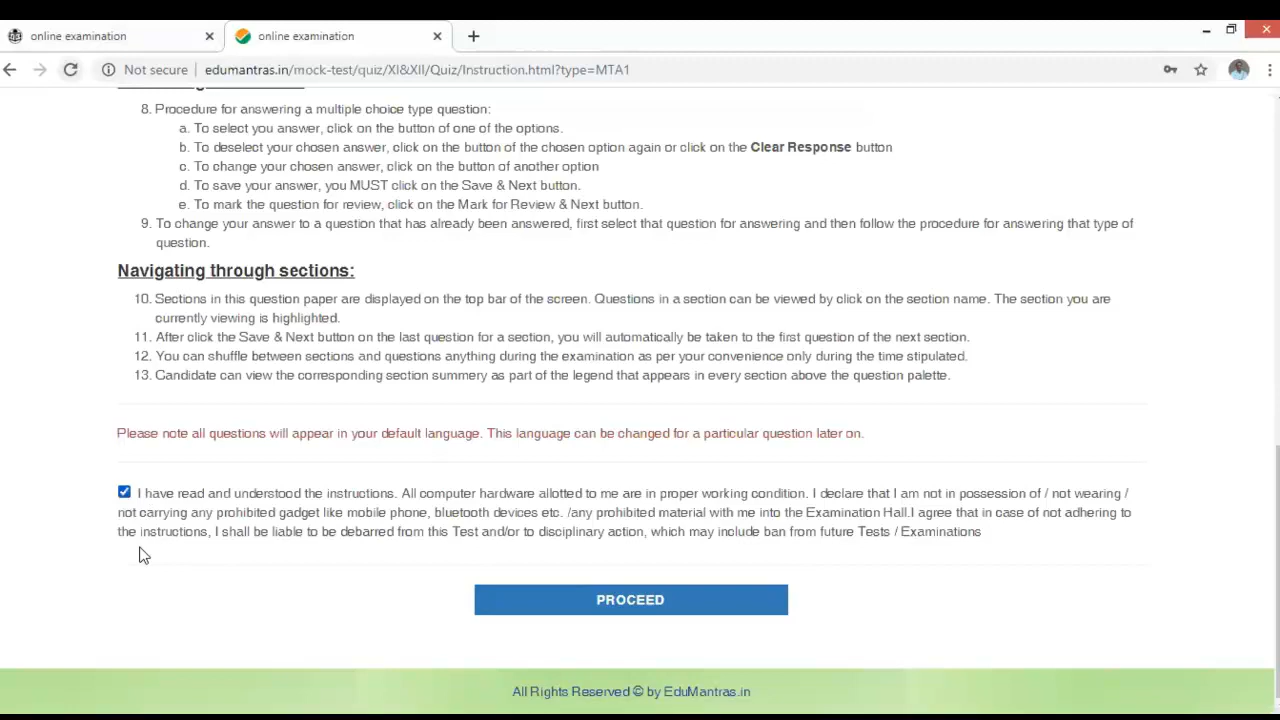 online examination
online examination
Not secure
edumantras.in/mock-test/quiz/XI&XII/Quiz/Instruction.html?type=MTA1
8. Procedure for answering a multiple choice type question:
a. To select you answer, click on the button of one of the options.
b. To deselect your chosen answer, click on the button of the chosen option again or click on the Clear Response button
c. To change your chosen answer, click on the button of another option
d. To save your answer, you MUST click on the Save & Next button.
e. To mark the question for review, click on the Mark for Review & Next button.
9. To change your answer to a question that has already been answered, first select that question for answering and then follow the procedure for answering that type of
question.
Navigating through sections:
10. Sections in this question paper are displayed on the top bar of the screen. Questions in a section can be viewed by click on the section name. The section you are
currently viewing is highlighted.
11. After click the Save & Next button on the last question for a section, you will automatically be taken to the first question of the next section.
12. You can shuffle between sections and questions anything during the examination as per your convenience only during the time stipulated.
13. Candidate can view the corresponding section summery as part of the legend that appears in every section above the question palette.
Please note all questions will appear in your default language. This language can be changed for a particular question later on.
I have read and understood the instructions. All computer hardware allotted to me are in proper working condition. I declare that I am not in possession of / not wearing /
not carrying any prohibited gadget like mobile phone, bluetooth devices etc. /any prohibited material with me into the Examination Hall.I agree that in case of not adhering to
the instructions, I shall be liable to be debarred from this Test and/or to disciplinary action, which may include ban from future Tests / Examinations
PROCEED
All Rights Reserved © by EduMantras.in